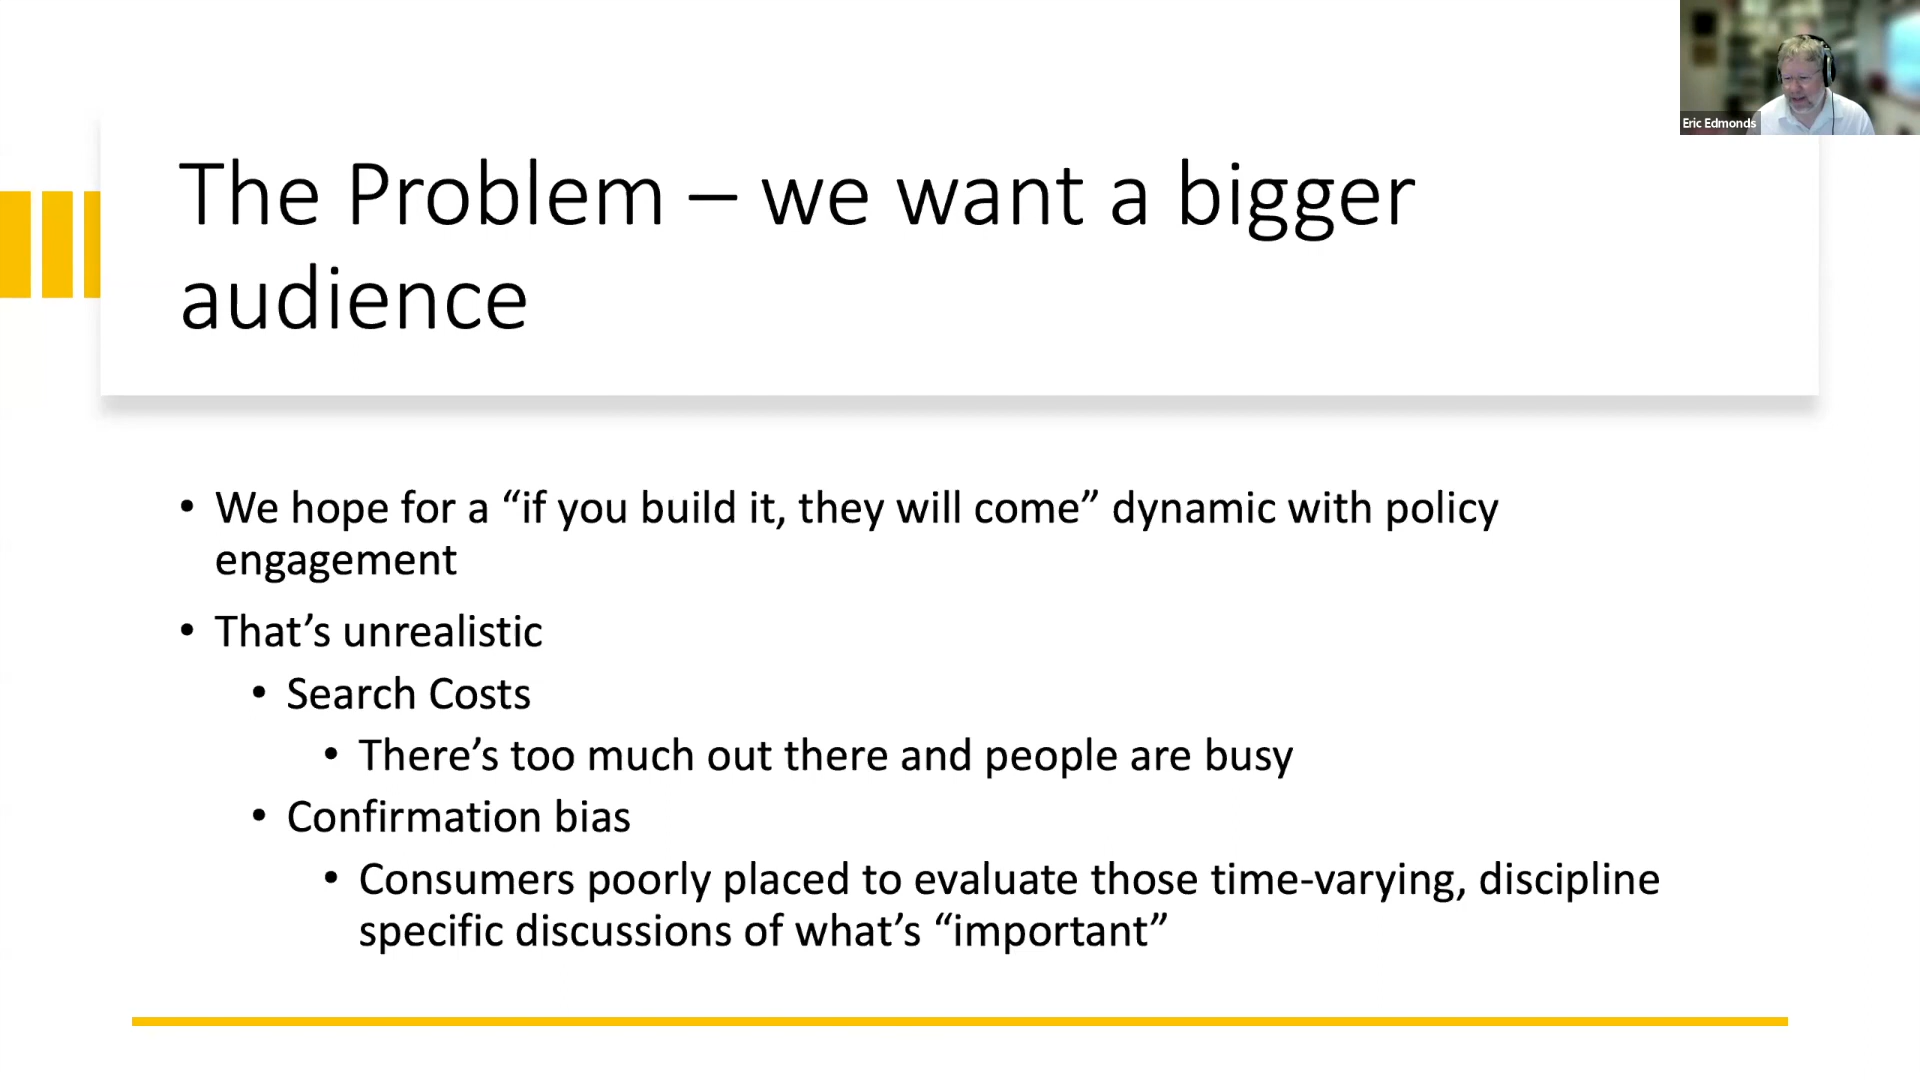 Eric Edmonds
The Problem – we want a bigger
audience
• We hope for a “if you build it, they will come” dynamic with policy
engagement
• That’s unrealistic
• Search Costs
• There’s too much out there and people are busy
• Confirmation bias
• Consumers poorly placed to evaluate those time-varying, discipline
specific discussions of what’s “important”